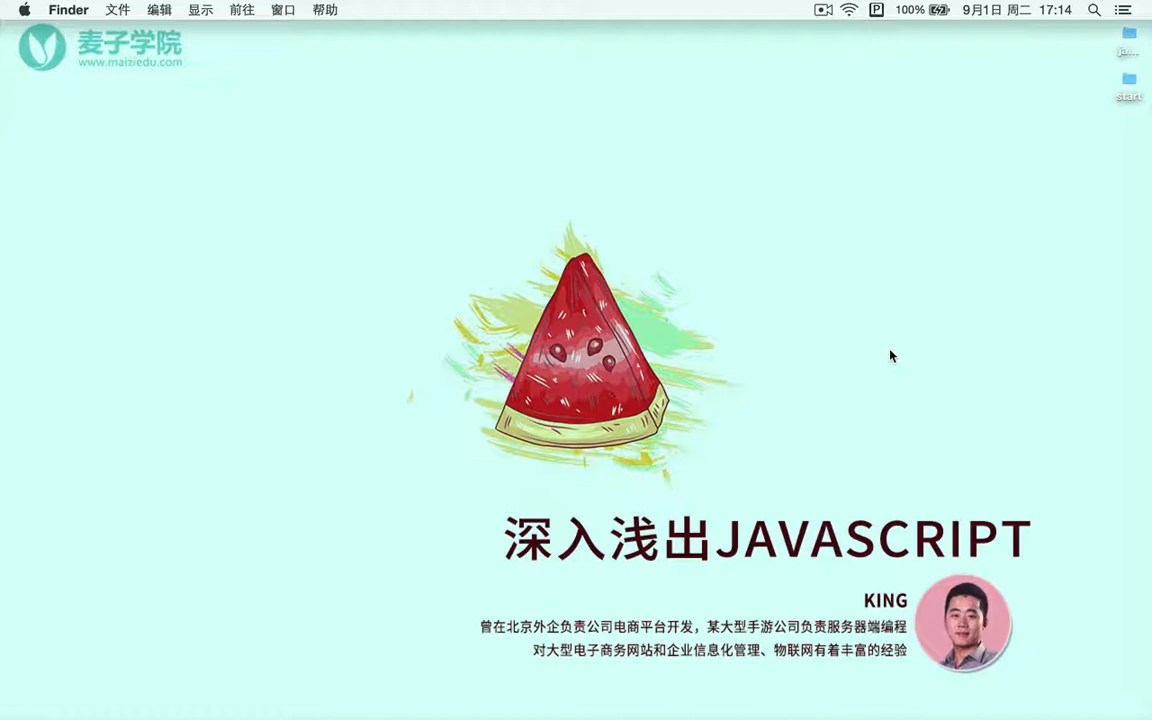 Finder 文件 编辑 显示 前往 窗口 帮助 100% 9月1日 周二 17:14
麦子学院
www.maiziedu.com
ja...
start
深入浅出JAVASCRIPT
KING
曾在北京外企负责公司电商平台开发，某大型手游公司负责服务器端编程
对大型电子商务网站和企业信息化管理、物联网有着丰富的经验